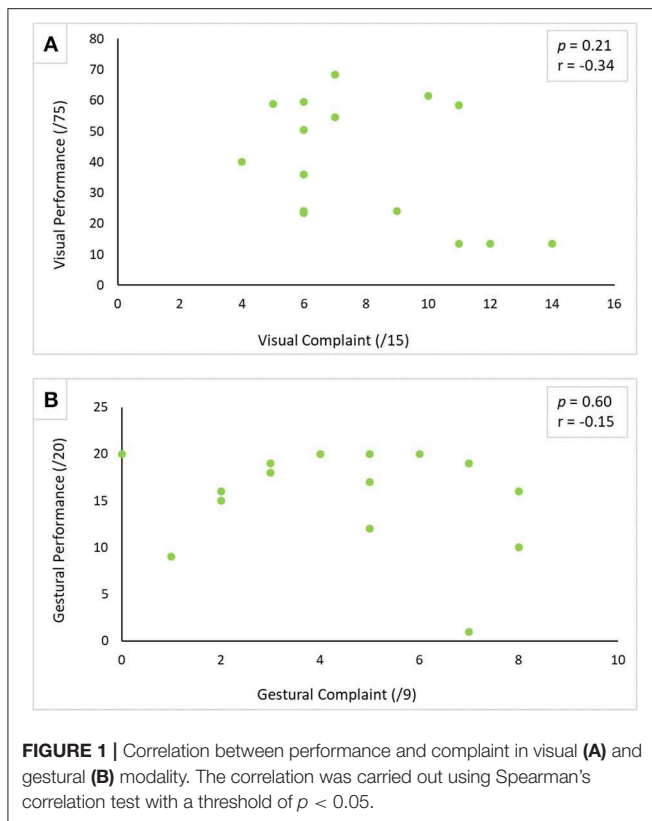 A
p = 0.21
r = -0.34
80
70
60
50
40
30
20
10
0
Visual Performance (/75)
0 2 4 6 8 10 12 14 16
Visual Complaint (/15)
B
p = 0.60
r = -0.15
25
20
15
10
5
0
Gestural Performance (/20)
0 2 4 6 8 10
Gestural Complaint (/9)
FIGURE 1 | Correlation between performance and complaint in visual (A) and
gestural (B) modality. The correlation was carried out using Spearman's
correlation test with a threshold of p < 0.05.